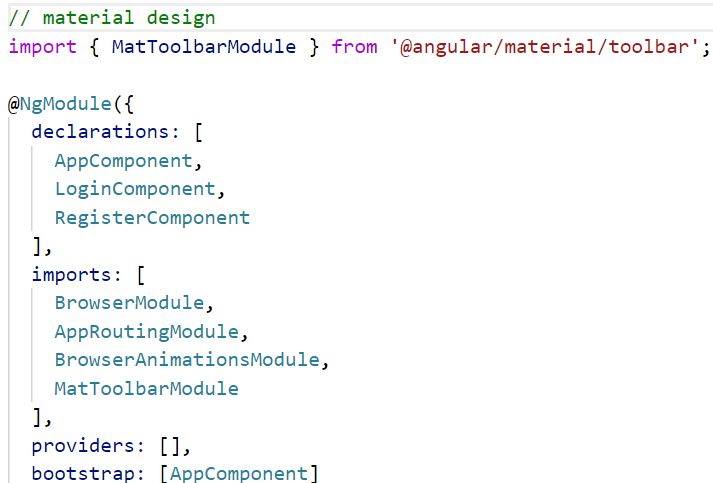 // material design
import { MatToolbarModule } from '@angular/material/toolbar';
@NgModule({
declarations: [
AppComponent,
LoginComponent,
RegisterComponent
],
imports: [
BrowserModule,
AppRoutingModule,
BrowserAnimationsModule,
MatToolbarModule
],
providers: [],
bootstrap: [AppComponent]